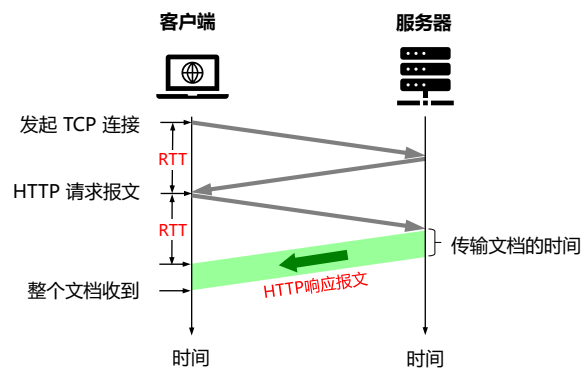 客户端
服务器
发起 TCP 连接
RTT
HTTP 请求报文
RTT
传输文档的时间
HTTP响应报文
整个文档收到
时间
时间